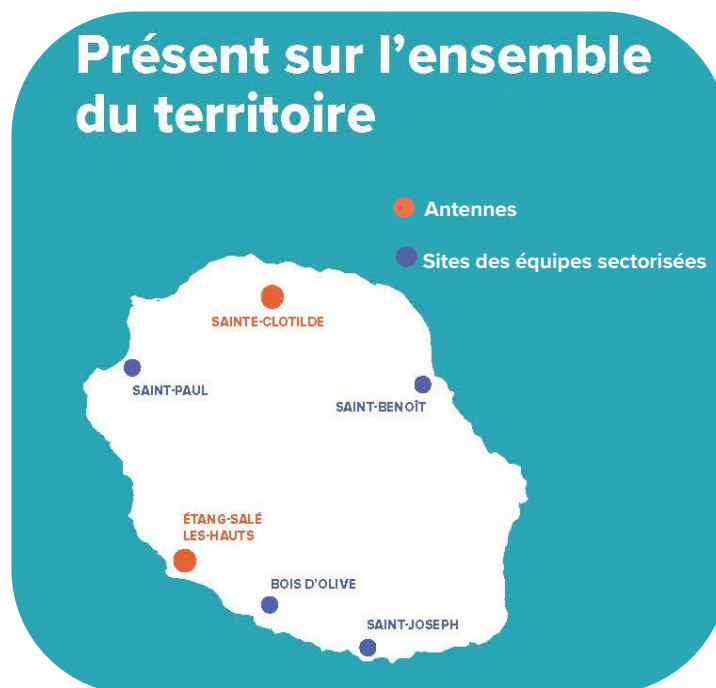 Présent sur l'ensemble
du territoire
Antennes
Sites des équipes sectorisées
SAINTE-CLOTILDE
SAINT-PAUL
SAINT-BENOÎT
ÉTANG-SALÉ
LES-HAUTS
BOIS D'OLIVE
SAINT-JOSEPH